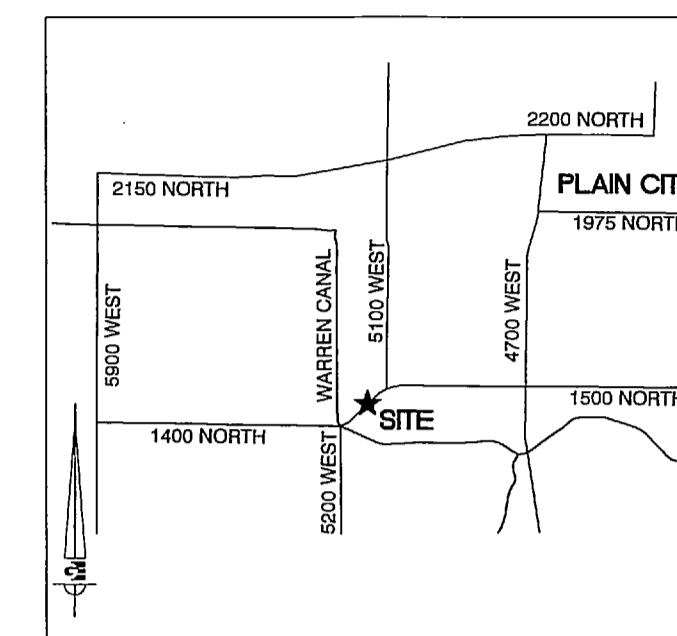 2200 NORTH
PLAIN CIT
2150 NORTH
1975 NORTH
WARREN CANAL
5100 WEST
4700 WEST
5900 WEST
1500 NORTH
SITE
1400 NORTH
5200 WEST